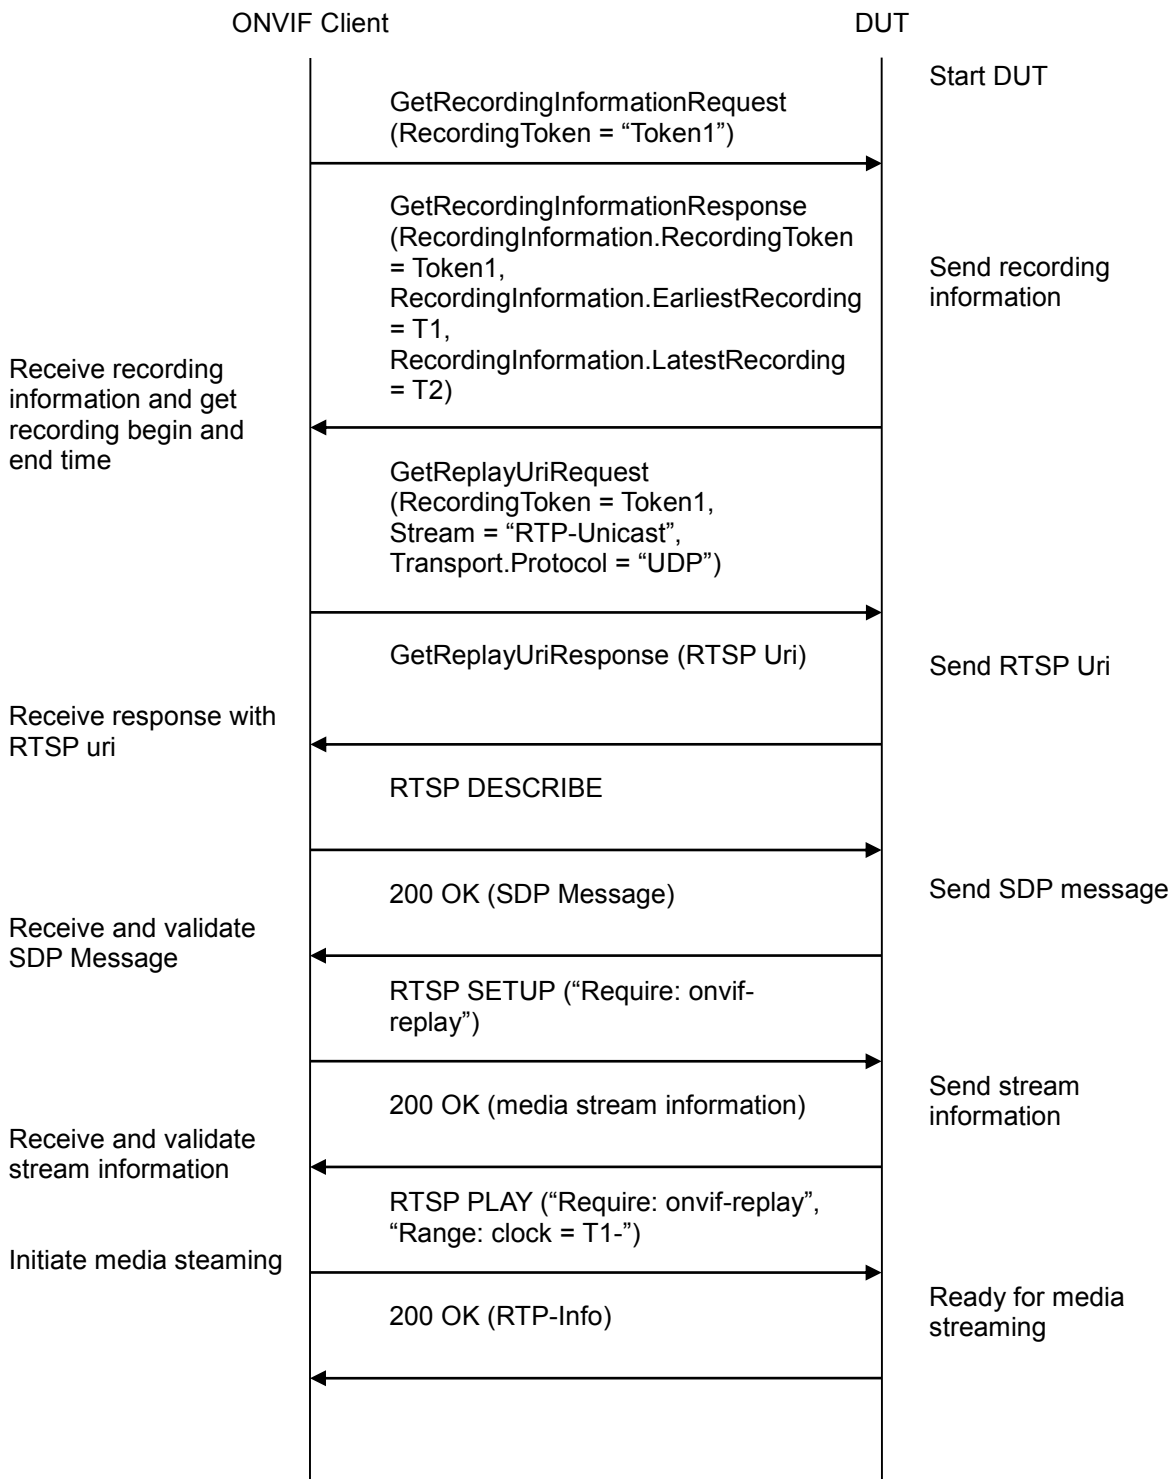 ONVIF Client
DUT
Start DUT
GetRecordingInformationRequest
(RecordingToken = “Token1”)
GetRecordingInformationResponse
(RecordingInformation.RecordingToken
= Token1,
RecordingInformation.EarliestRecording
= T1,
RecordingInformation.LatestRecording
= T2)
Send recording
information
Receive recording
information and get
recording begin and
end time
GetReplayUriRequest
(RecordingToken = Token1,
Stream = “RTP-Unicast”,
Transport.Protocol = “UDP”)
GetReplayUriResponse (RTSP Uri)
Send RTSP Uri
Receive response with
RTSP uri
RTSP DESCRIBE
200 OK (SDP Message)
Send SDP message
Receive and validate
SDP Message
RTSP SETUP (“Require: onvif-
replay”)
200 OK (media stream information)
Send stream
information
Receive and validate
stream information
RTSP PLAY (“Require: onvif-replay”,
“Range: clock = T1-”)
Initiate media steaming
200 OK (RTP-Info)
Ready for media
streaming